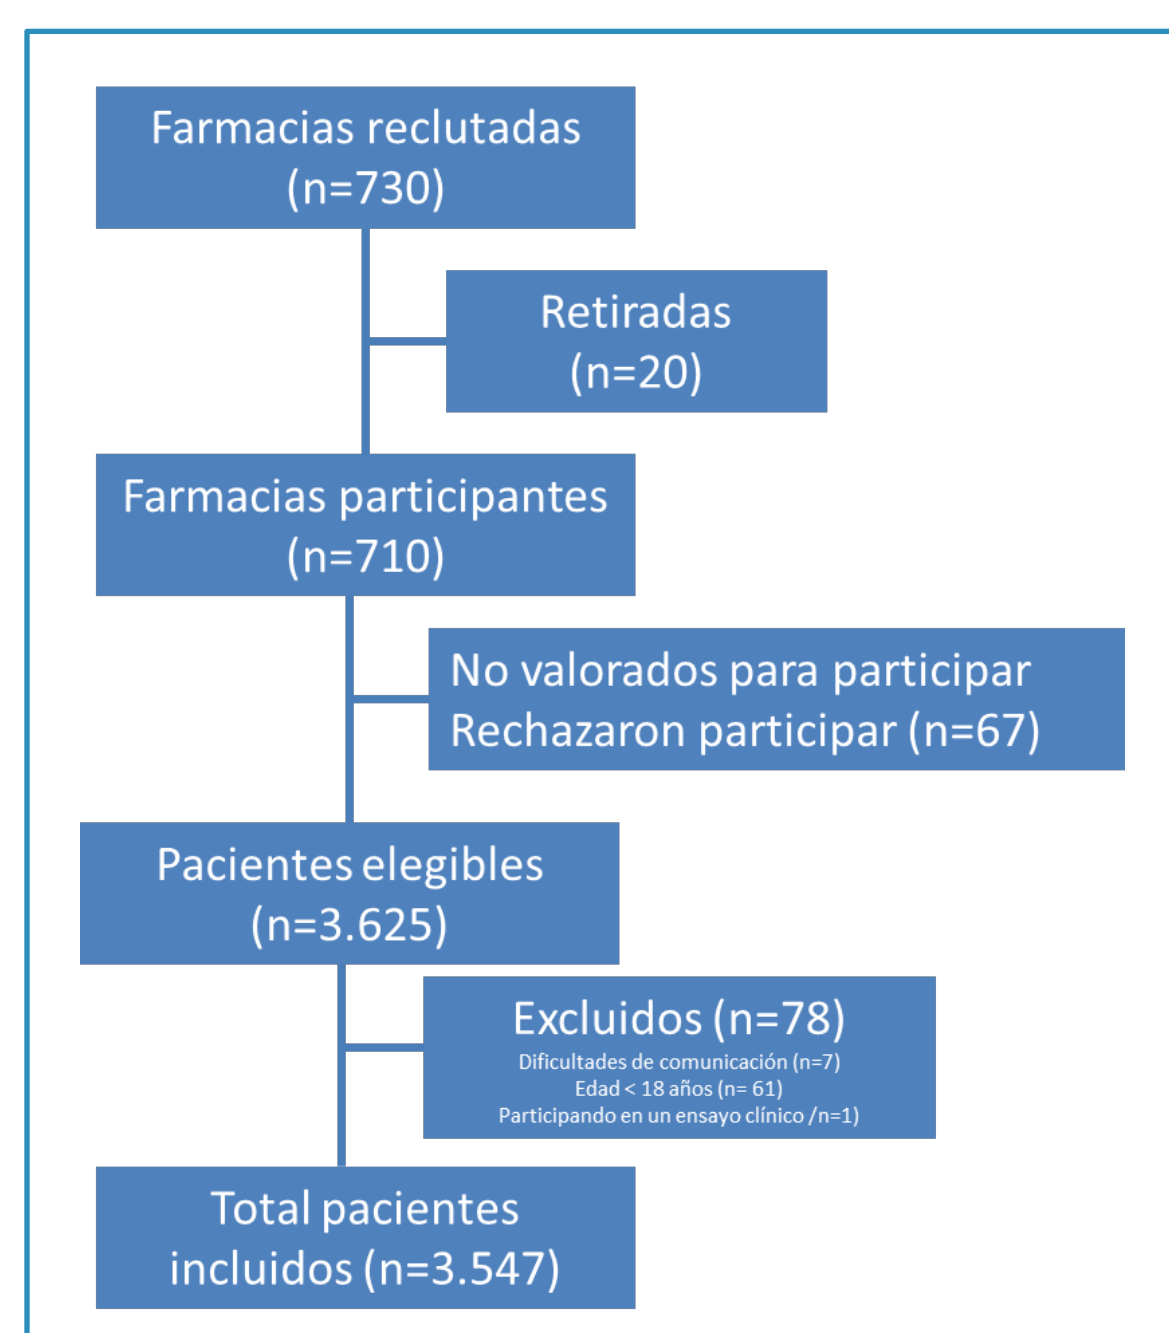 Farmacias reclutadas
(n=730)
Retiradas
(n=20)
Farmacias participantes
(n=710)
No valorados para participar
Rechazaron participar (n=67)
Pacientes elegibles
(n=3.625)
Excluidos (n=78)
Dificultades de comunicación (n=7)
Edad < 18 años (n= 61)
Participando en un ensayo clínico /n=1)
Total pacientes
incluidos (n=3.547)